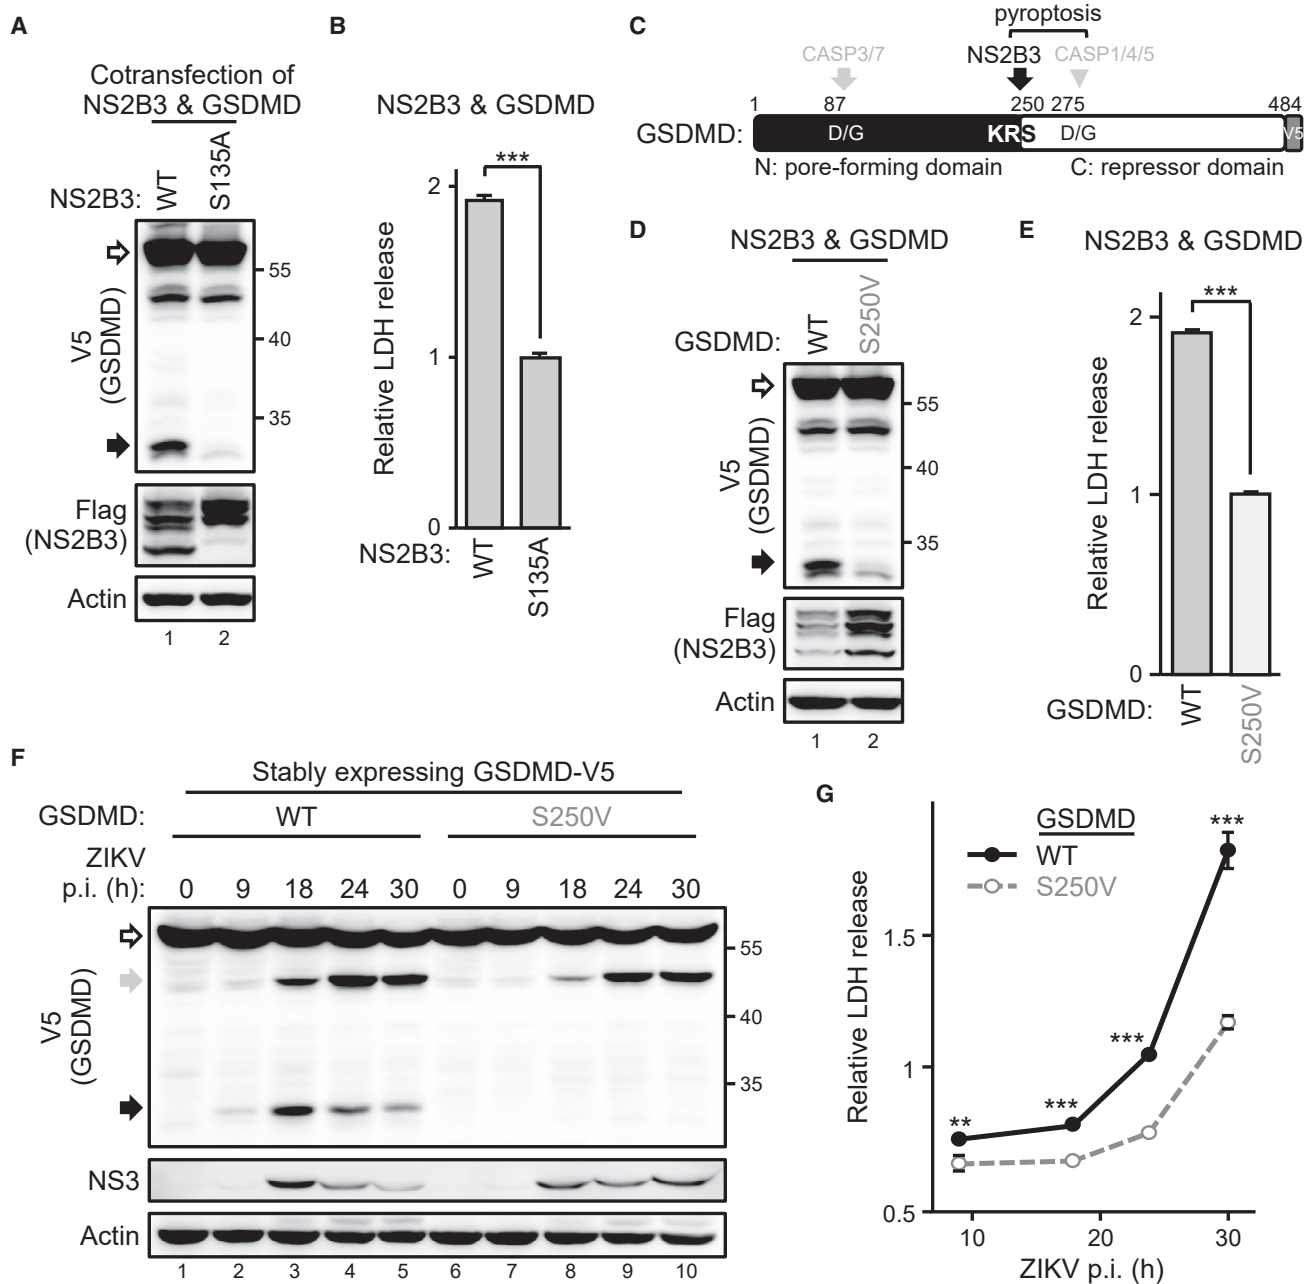 A
Cotransfection of
NS2B3 & GSDMD
NS2B3:
WT
S135A
V5
(GSDMD)
55
40
35
Flag
(NS2B3)
Actin
1 2
B
NS2B3 & GSDMD
***
Relative LDH release
2
1
0
NS2B3:
WT
S135A
C
pyroptosis
CASP3/7 NS2B3 CASP1/4/5
1 87 250 275 484
GSDMD: D/G KRS D/G V5
N: pore-forming domain C: repressor domain
D
NS2B3 & GSDMD
GSDMD:
WT
S250V
V5
(GSDMD)
55
40
35
Flag
(NS2B3)
Actin
1 2
E
NS2B3 & GSDMD
***
Relative LDH release
2
1
0
GSDMD:
WT
S250V
F
Stably expressing GSDMD-V5
GSDMD: WT S250V
ZIKV
p.i. (h): 0 9 18 24 30 0 9 18 24 30
V5
(GSDMD)
55
40
35
NS3
Actin
1 2 3 4 5 6 7 8 9 10
G
GSDMD
WT
S250V
***
***
***
**
Relative LDH release
1.5
1
0.5
10 20 30
ZIKV p.i. (h)